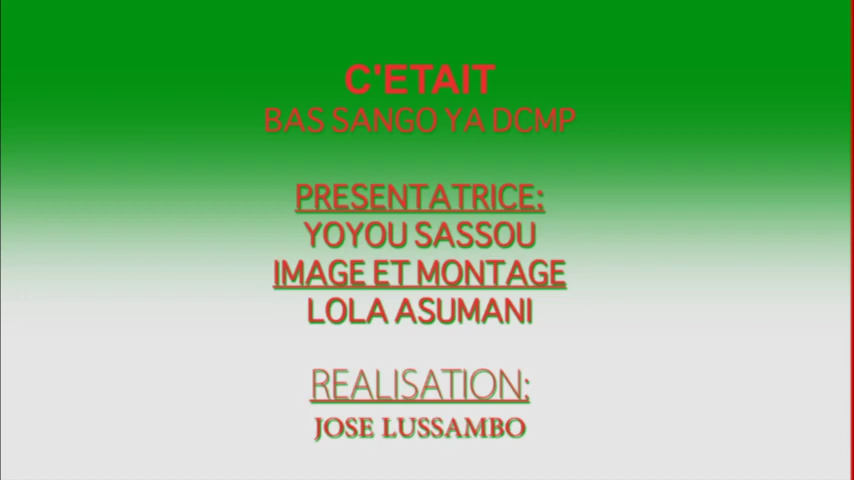 C'ETAIT
BAS SANGO YA DCMP
PRESENTATRICE:
YOYOU SASSOU
IMAGE ET MONTAGE
LOLA ASUMANI
REALISATION:
JOSE LUSSAMBO